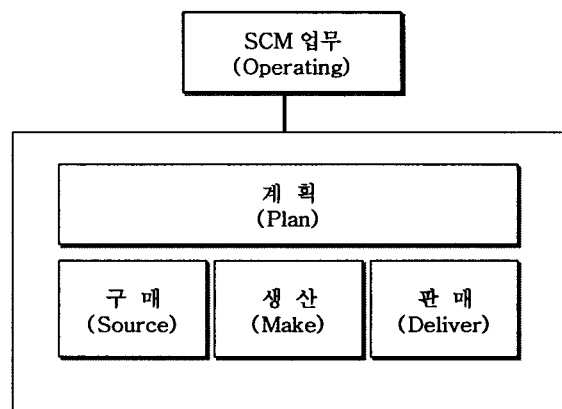 SCM 업무
(Operating)
계 획
(Plan)
구 매
(Source)
생 산
(Make)
판 매
(Deliver)